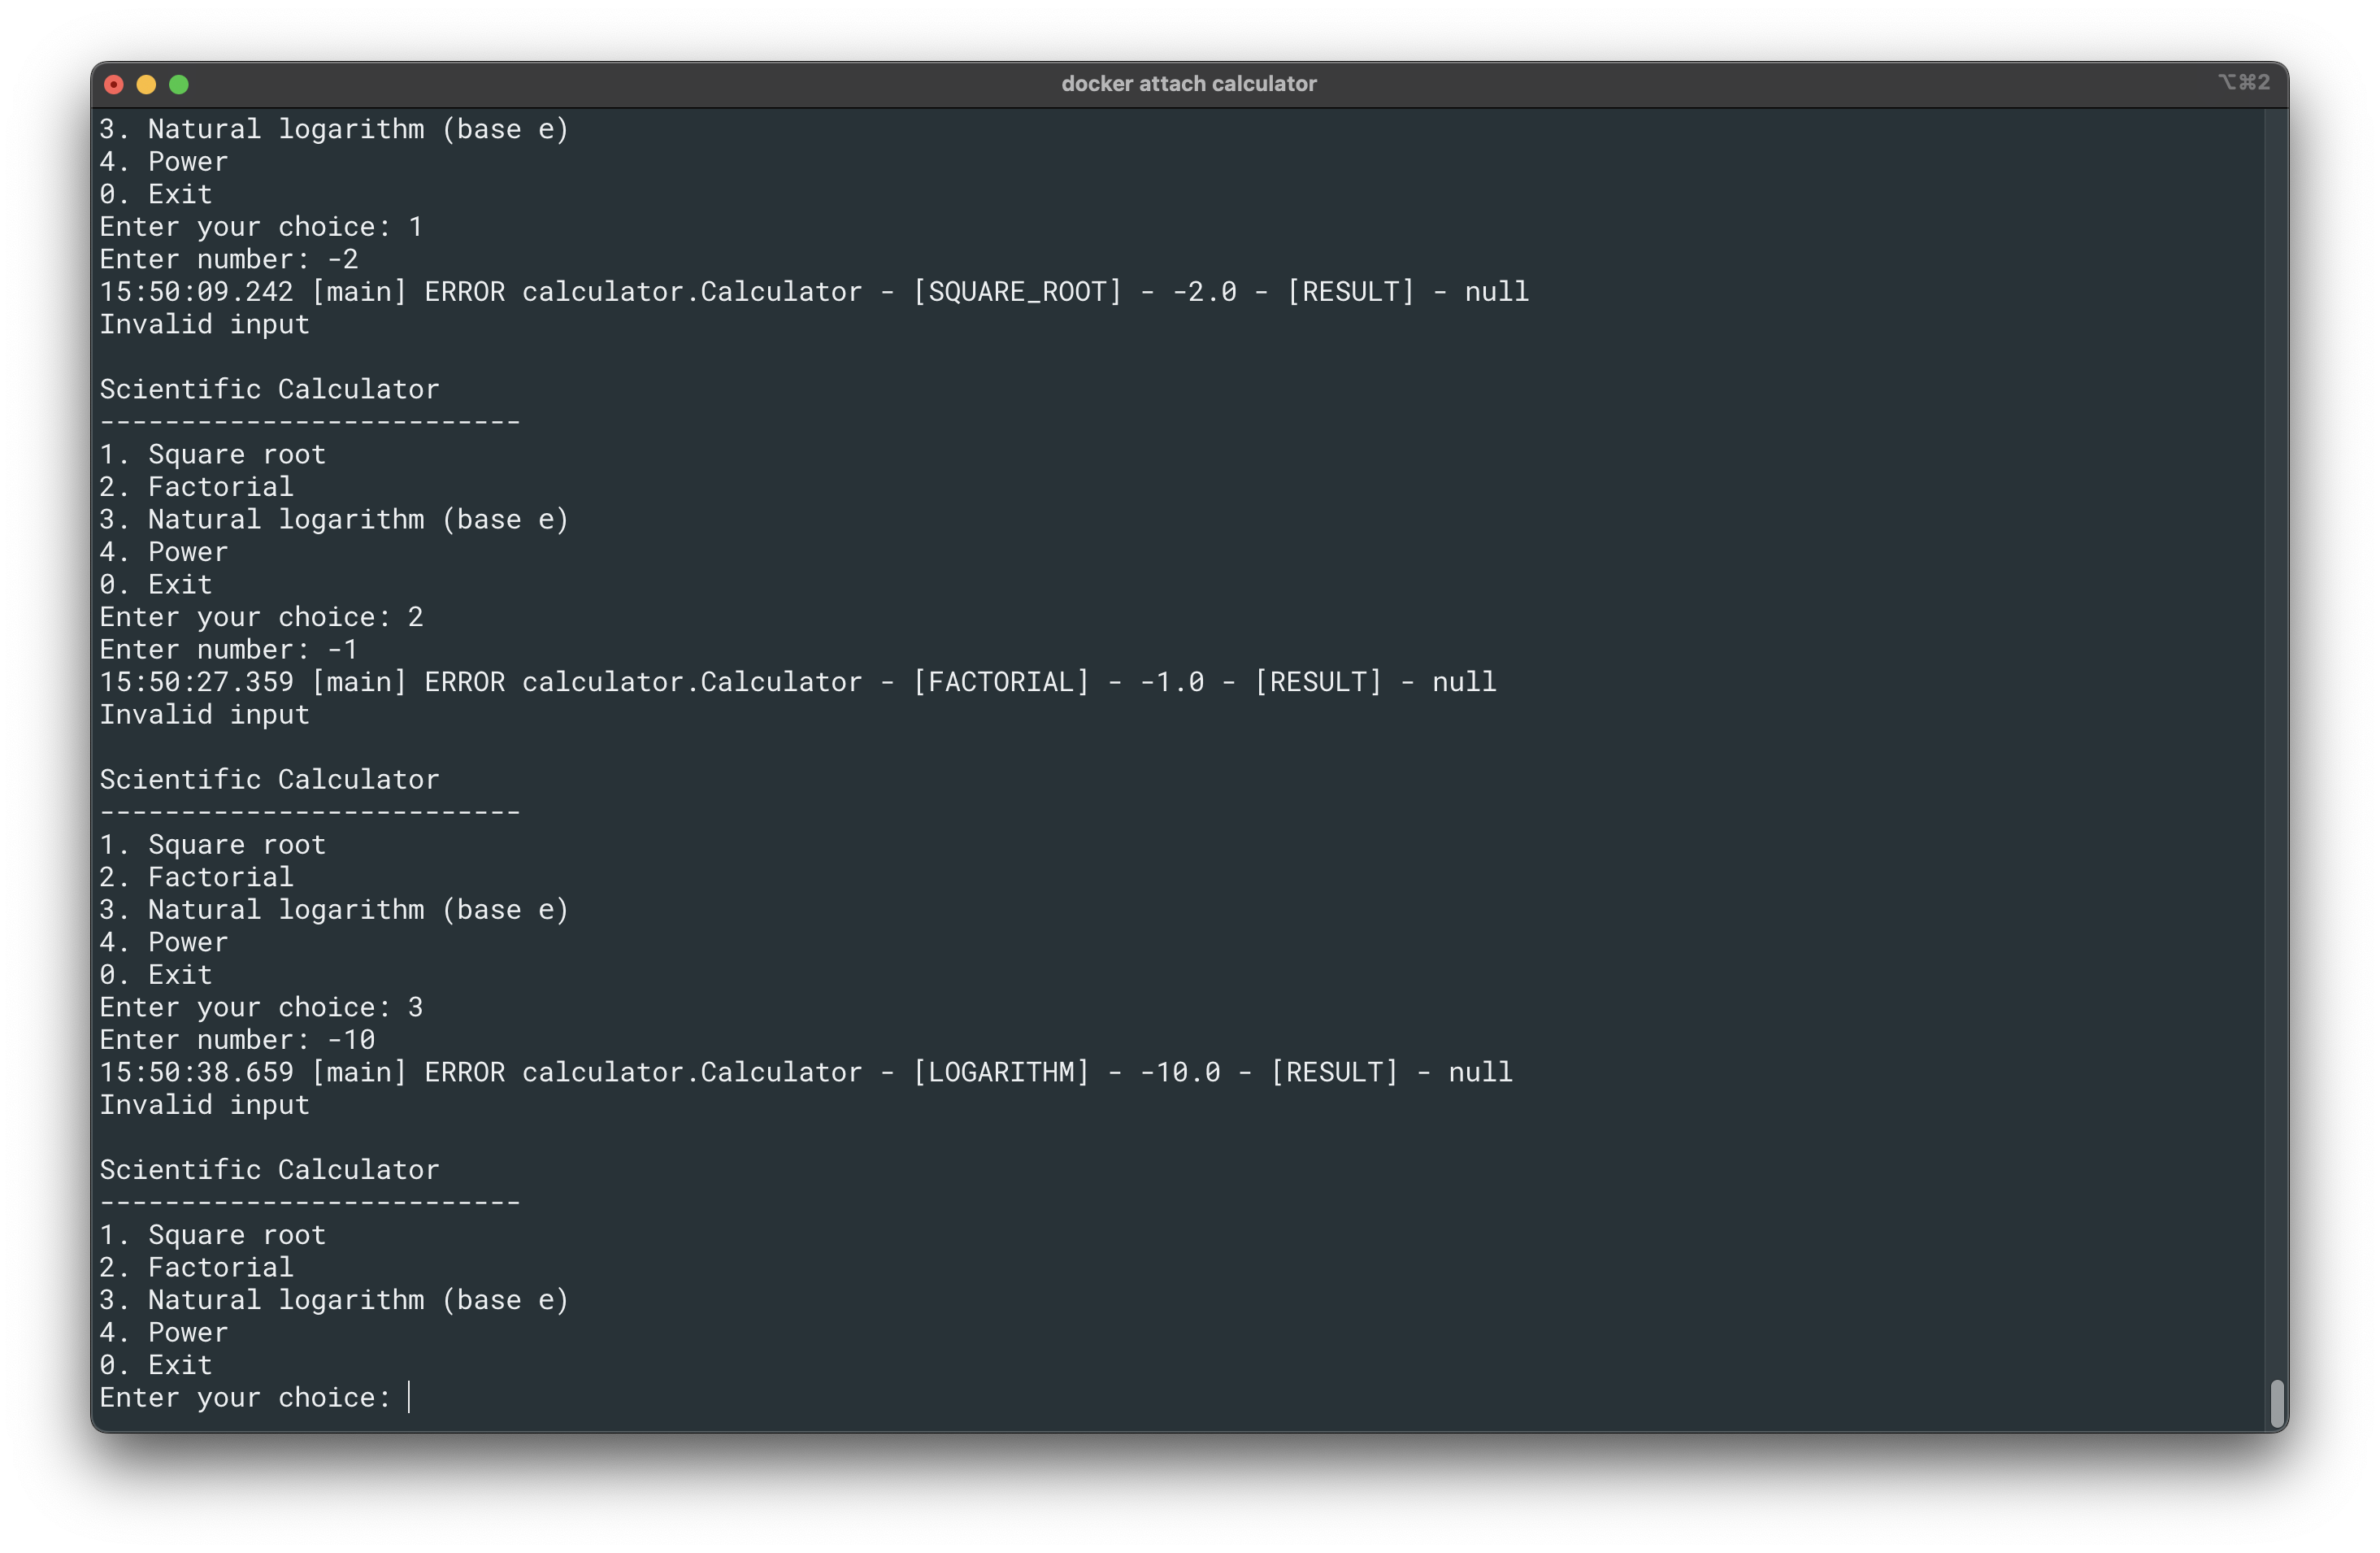 docker attach calculator
⌥⌘2
3. Natural logarithm (base e)
4. Power
0. Exit
Enter your choice: 1
Enter number: -2
15:50:09.242 [main] ERROR calculator.Calculator - [SQUARE_ROOT] - -2.0 - [RESULT] - null
Invalid input
Scientific Calculator
--------------------------
1. Square root
2. Factorial
3. Natural logarithm (base e)
4. Power
0. Exit
Enter your choice: 2
Enter number: -1
15:50:27.359 [main] ERROR calculator.Calculator - [FACTORIAL] - -1.0 - [RESULT] - null
Invalid input
Scientific Calculator
--------------------------
1. Square root
2. Factorial
3. Natural logarithm (base e)
4. Power
0. Exit
Enter your choice: 3
Enter number: -10
15:50:38.659 [main] ERROR calculator.Calculator - [LOGARITHM] - -10.0 - [RESULT] - null
Invalid input
Scientific Calculator
--------------------------
1. Square root
2. Factorial
3. Natural logarithm (base e)
4. Power
0. Exit
Enter your choice: